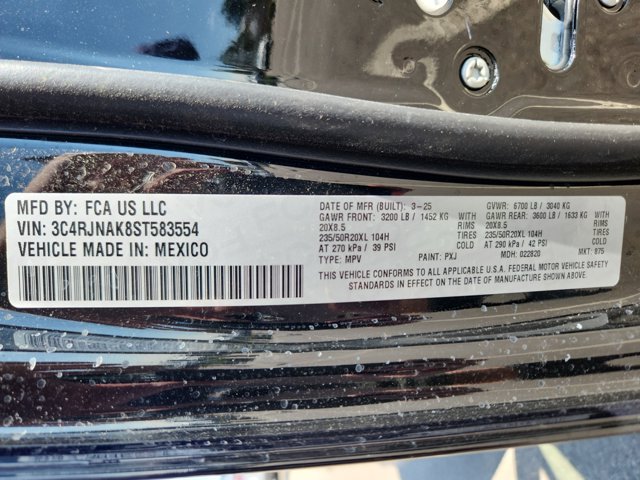 MFD BY: FCA US LLC
VIN: 3C4RJNAK8ST583554
VEHICLE MADE IN: MEXICO
DATE OF MFR (BUILT): 3-25 GVWR: 6700 LB / 3040 KG
GAWR FRONT: 3200 LB / 1452 KG WITH GAWR REAR: 3600 LB / 1633 KG WITH
20X8.5 RIMS 20X8.5 RIMS
235/50R20XL 104H TIRES 235/50R20XL 104H TIRES
AT 270 kPa / 39 PSI AT 290 kPa / 42 PSI
TYPE: MPV PAINT: PXJ MDH: 022820 MKT: 875
THIS VEHICLE CONFORMS TO ALL APPLICABLE U.S.A. FEDERAL MOTOR VEHICLE SAFETY
STANDARDS IN EFFECT ON THE DATE OF MANUFACTURE SHOWN ABOVE.